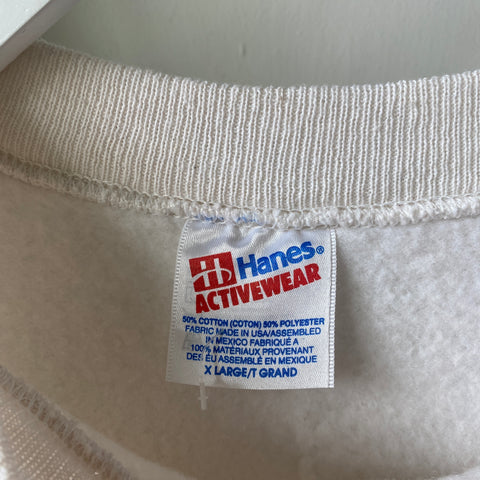 Hanes®
ACTIVEWEAR
50% COTTON (COTON) 50% POLYESTER
FABRIC MADE IN USA/ASSEMBLED
IN MEXICO FABRIQUÉ A
100% MATÉRIAUX PROVENANT
DES ÉU ASSEMBLÉ EN MEXIQUE
X LARGE/T GRAND